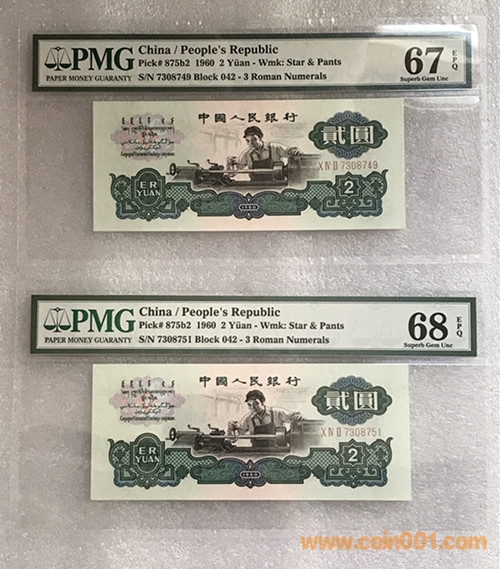 PMG
PAPER MONEY GUARANTY
China / People's Republic
Pick# 875b2 1960 2 Yüan - Wmk: Star & Pants
S/N 7308749 Block 042 - 3 Roman Numerals
67 EPQ
Superb Gem Unc
中國人民銀行
貳圓
XIVII7308749
ER
YUAN
1960
2
PMG
PAPER MONEY GUARANTY
China / People's Republic
Pick# 875b2 1960 2 Yüan - Wmk: Star & Pants
S/N 7308751 Block 042 - 3 Roman Numerals
68 EPQ
Superb Gem Unc
中國人民銀行
貳圓
XIVII7308751
ER
YUAN
1960
2
www.coin001.com